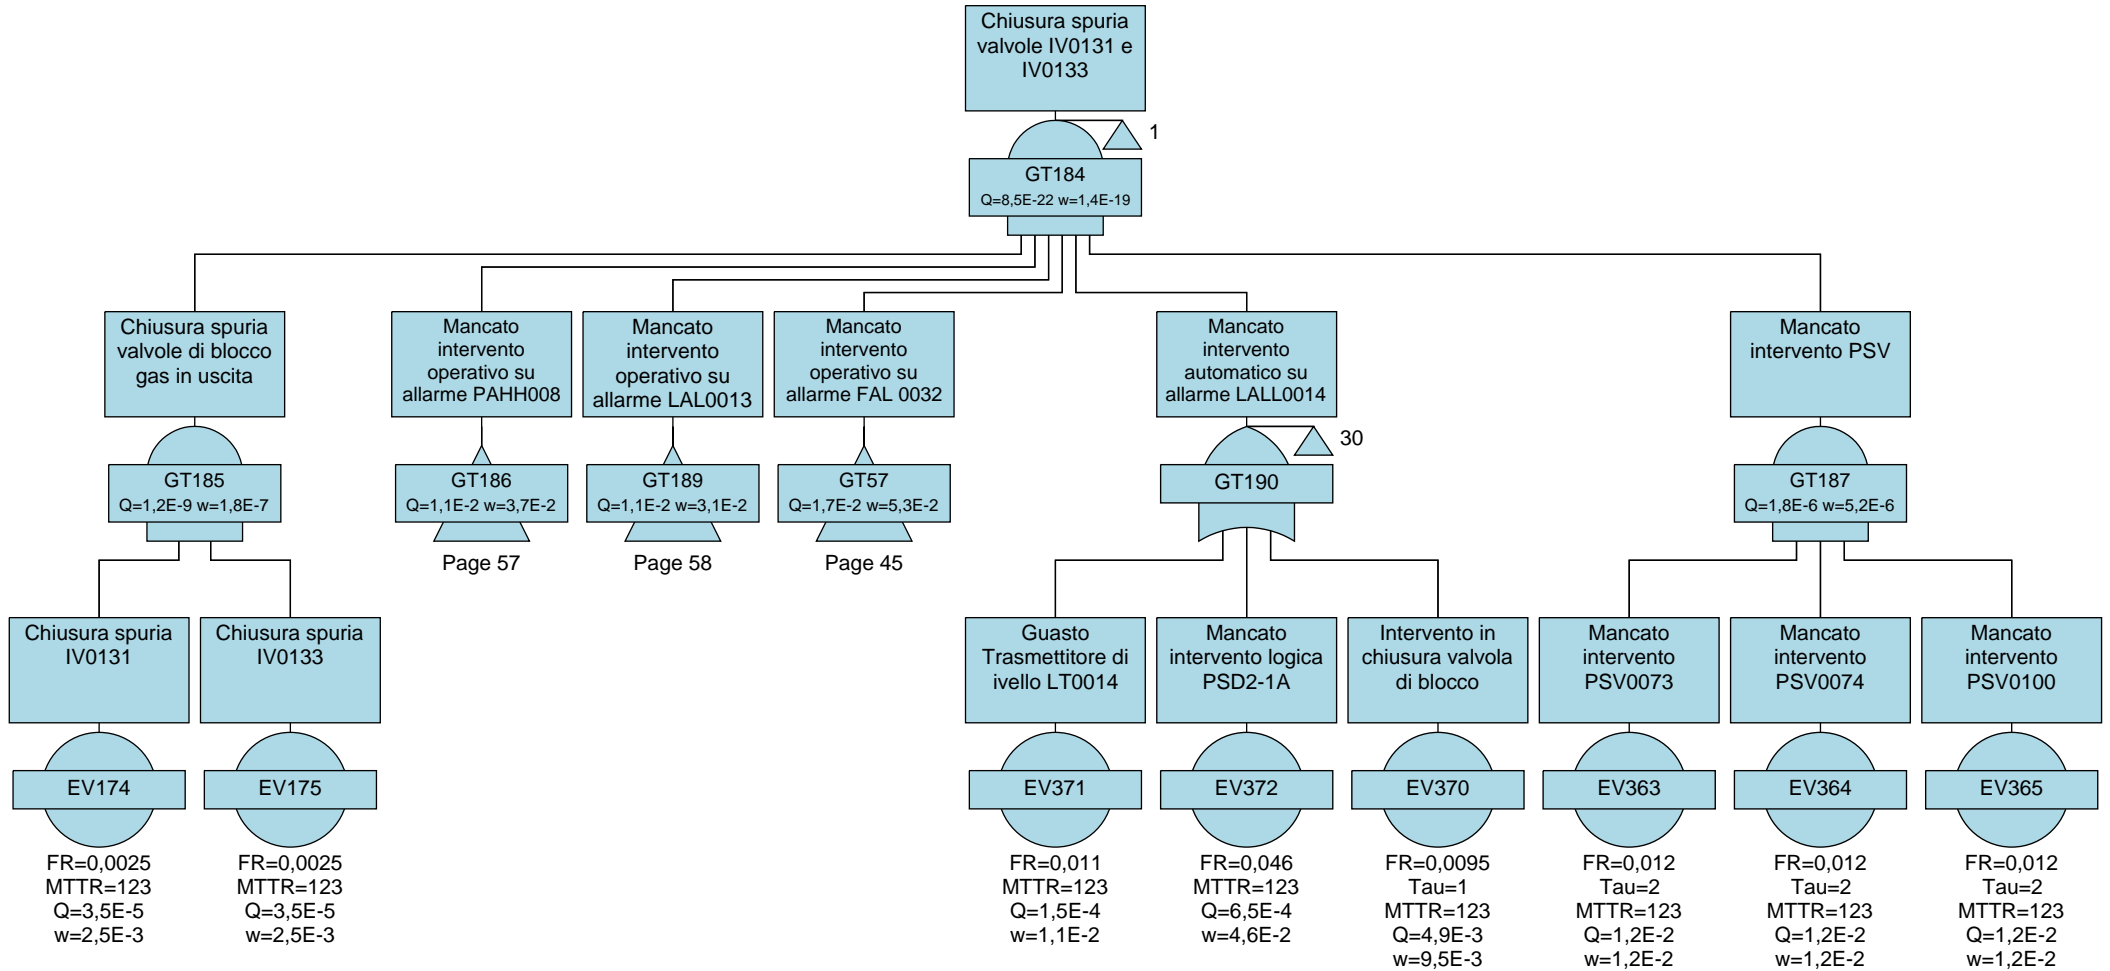 Chiusura spuria
valvole IV0131 e
IV0133
1
GT184
Q=8,5E-22 w=1,4E-19
Chiusura spuria
valvole di blocco
gas in uscita
GT185
Q=1,2E-9 w=1,8E-7
Mancato
intervento
operativo su
allarme PAHH008
GT186
Q=1,1E-2 w=3,7E-2
Page 57
Mancato
intervento
operativo su
allarme LAL0013
GT189
Q=1,1E-2 w=3,1E-2
Page 58
Mancato
intervento
operativo su
allarme FAL 0032
GT57
Q=1,7E-2 w=5,3E-2
Page 45
Mancato
intervento
automatico su
allarme LALL0014
30
GT190
Mancato
intervento PSV
GT187
Q=1,8E-6 w=5,2E-6
Chiusura spuria
IV0131
EV174
FR=0,0025
MTTR=123
Q=3,5E-5
w=2,5E-3
Chiusura spuria
IV0133
EV175
FR=0,0025
MTTR=123
Q=3,5E-5
w=2,5E-3
Guasto
Trasmettitore di
ivello LT0014
EV371
FR=0,011
MTTR=123
Q=1,5E-4
w=1,1E-2
Mancato
intervento logica
PSD2-1A
EV372
FR=0,046
MTTR=123
Q=6,5E-4
w=4,6E-2
Intervento in
chiusura valvola
di blocco
EV370
FR=0,0095
Tau=1
MTTR=123
Q=4,9E-3
w=9,5E-3
Mancato
intervento
PSV0073
EV363
FR=0,012
Tau=2
MTTR=123
Q=1,2E-2
w=1,2E-2
Mancato
intervento
PSV0074
EV364
FR=0,012
Tau=2
MTTR=123
Q=1,2E-2
w=1,2E-2
Mancato
intervento
PSV0100
EV365
FR=0,012
Tau=2
MTTR=123
Q=1,2E-2
w=1,2E-2